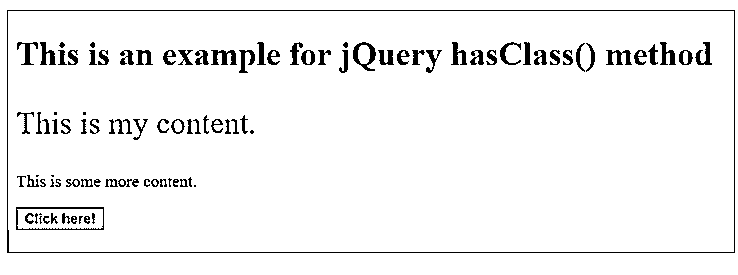 This is an example for jQuery hasClass() method
This is my content.
This is some more content.
Click here!